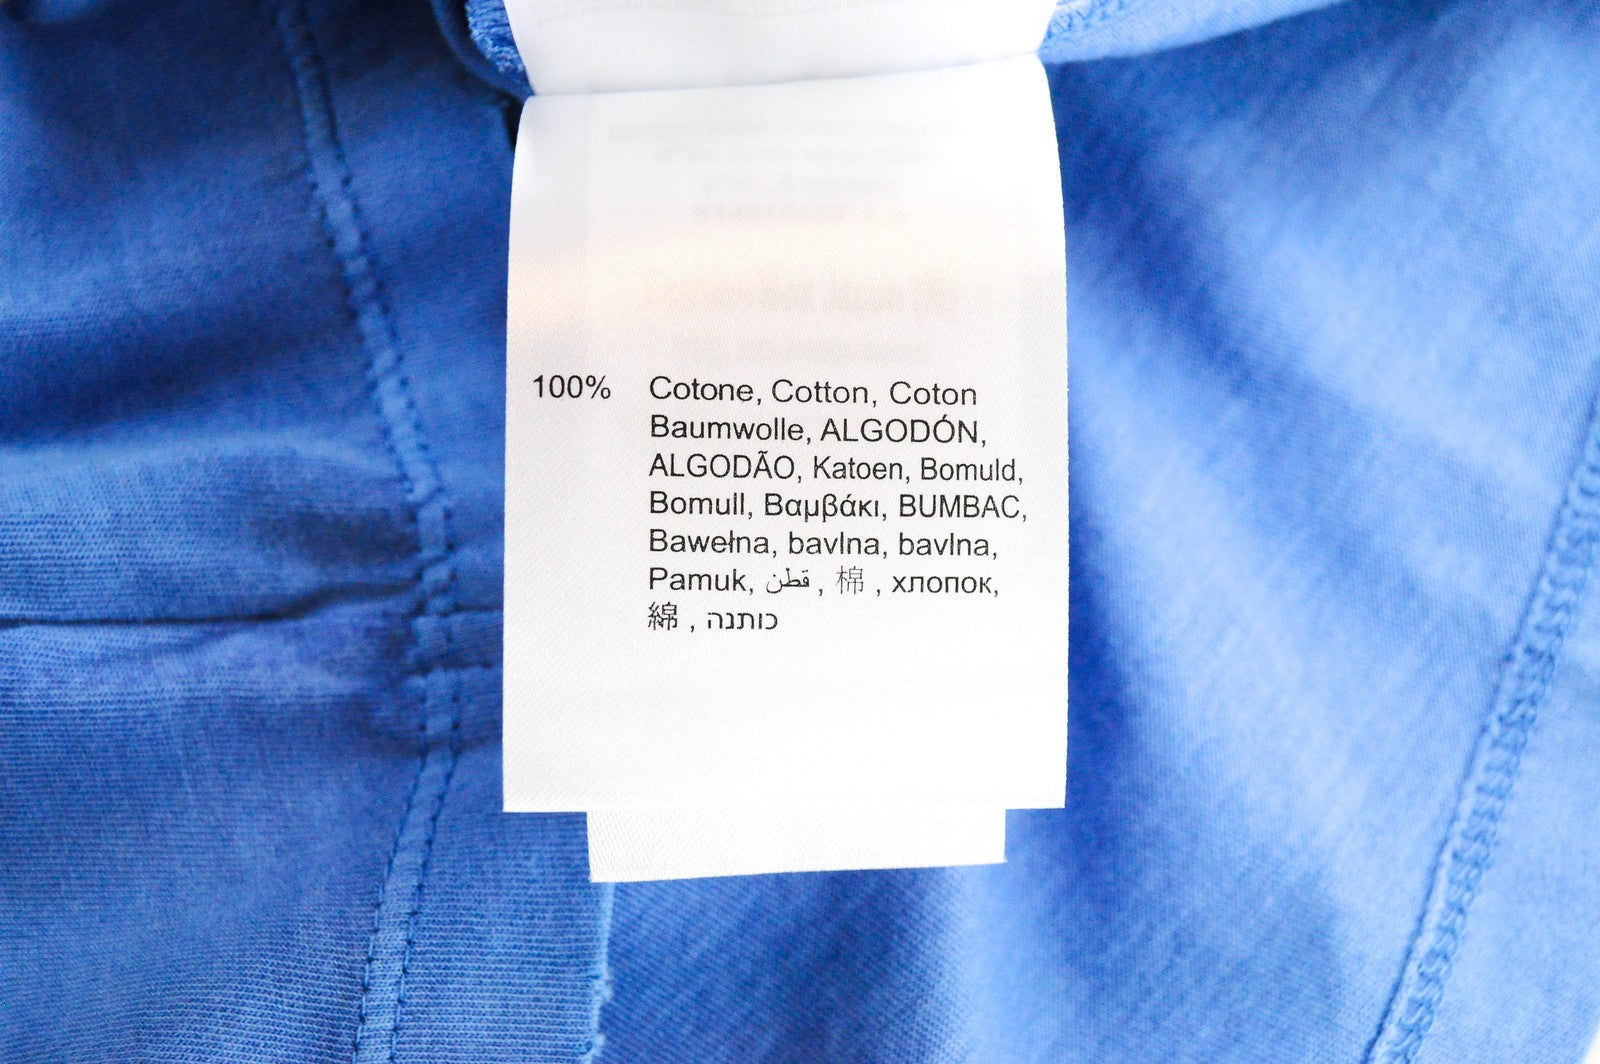 100% Cotone, Cotton, Coton
Baumwolle, ALGODÓN,
ALGODÃO, Katoen, Bomuld,
Bomull, Βαμβάκι, BUMBAC,
Bawełna, bavlna, bavlna,
Pamuk, قطن , 棉 , хлопок,
綿 , כותנה